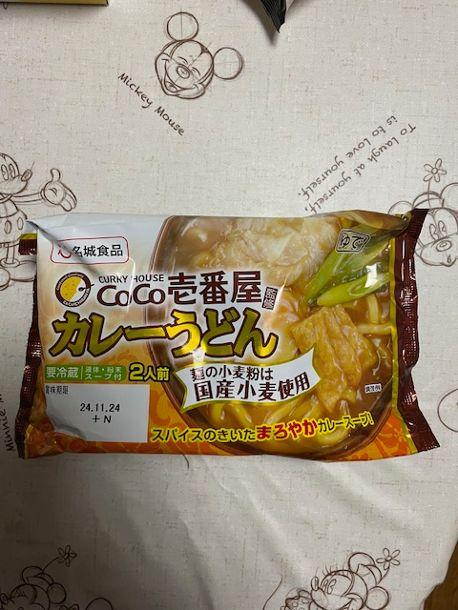 Mickey Mouse
To laugh at yourself,
is to love yourself.
名城食品
CURRY HOUSE
CoCo壱番屋
監修
カレーうどん
要冷蔵
液体・粉末
スープ付
2人前
麺の小麦粉は
国産小麦使用
賞味期限
24.11.24
+N
スパイスのきいたまろやかカレースープ!
Minnie Mouse